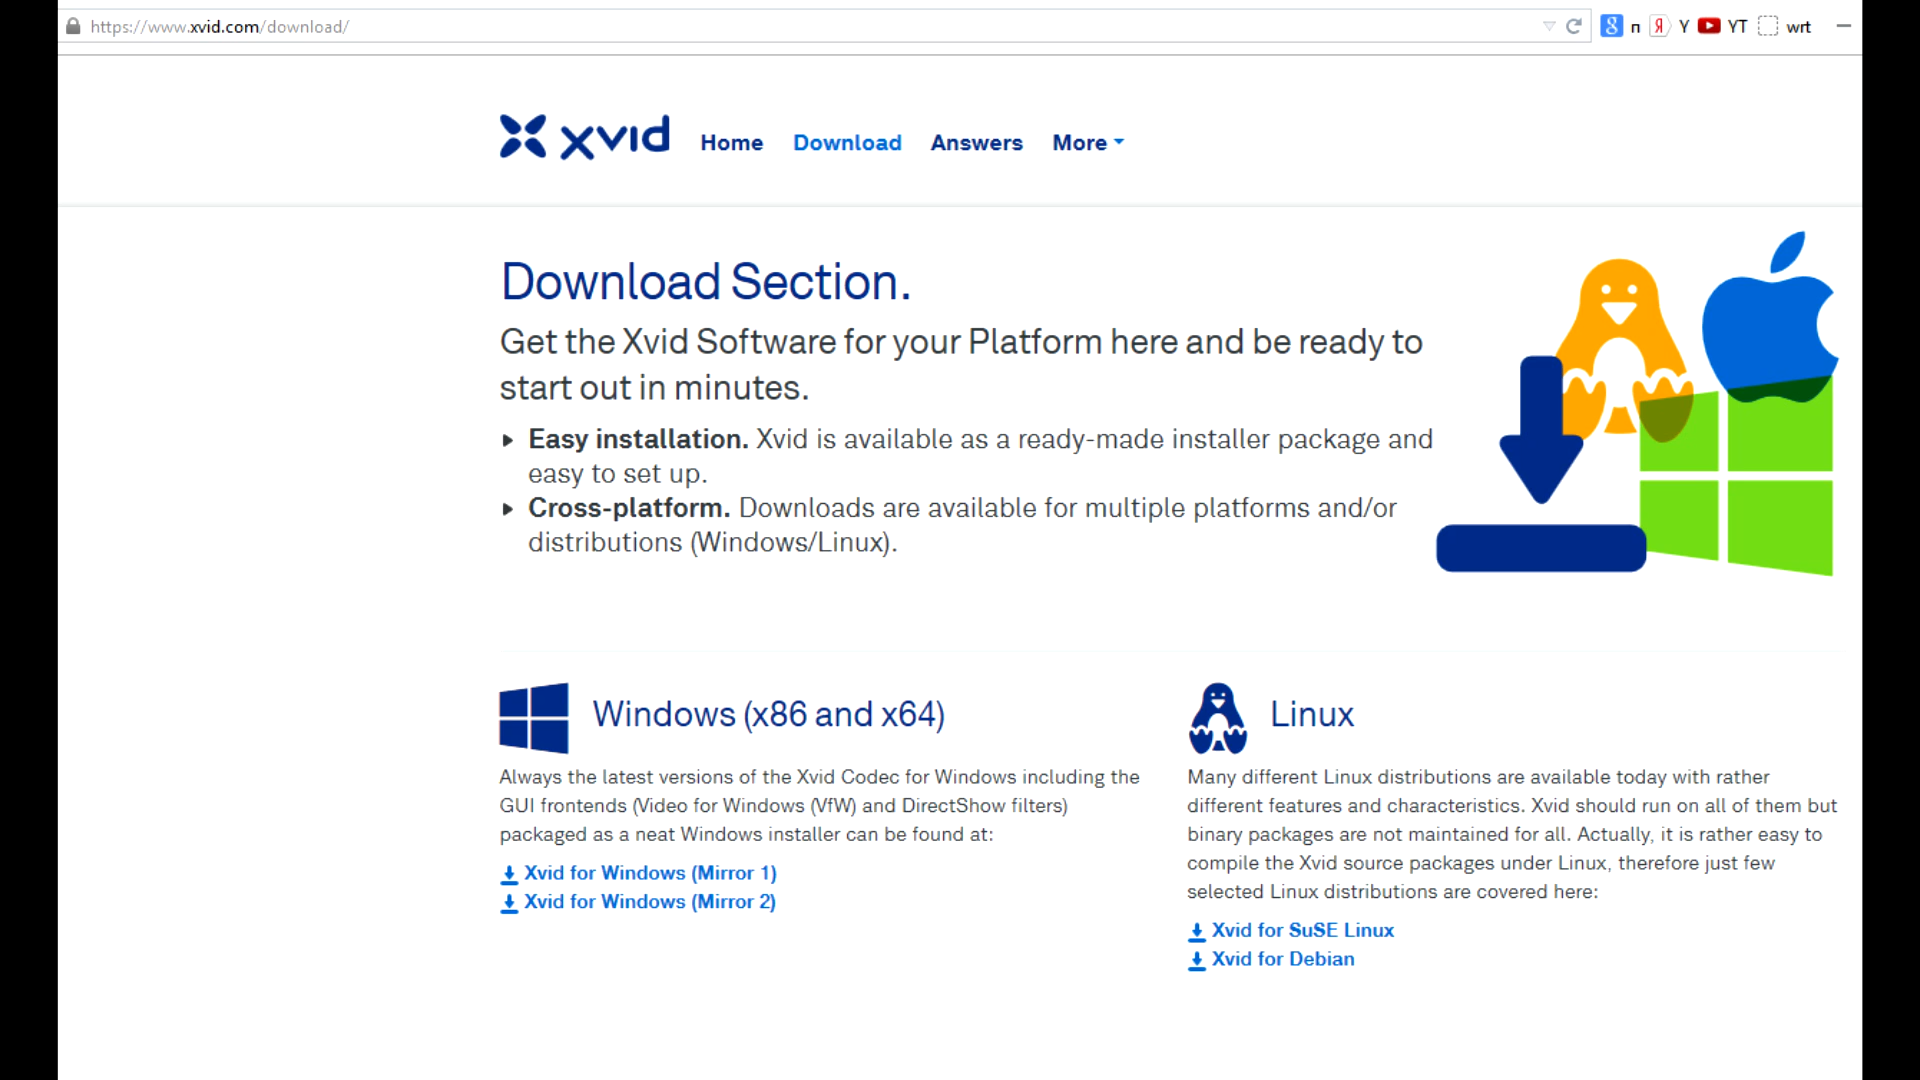 https://www.xvid.com/download/
8 п Я Y YT wrt
xvid Home Download Answers More
Download Section.
Get the Xvid Software for your Platform here and be ready to
start out in minutes.
Easy installation. Xvid is available as a ready-made installer package and
easy to set up.
Cross-platform. Downloads are available for multiple platforms and/or
distributions (Windows/Linux).
Windows (x86 and x64)
Always the latest versions of the Xvid Codec for Windows including the
GUI frontends (Video for Windows (VfW) and DirectShow filters)
packaged as a neat Windows installer can be found at:
Xvid for Windows (Mirror 1)
Xvid for Windows (Mirror 2)
Linux
Many different Linux distributions are available today with rather
different features and characteristics. Xvid should run on all of them but
binary packages are not maintained for all. Actually, it is rather easy to
compile the Xvid source packages under Linux, therefore just few
selected Linux distributions are covered here:
Xvid for SuSE Linux
Xvid for Debian